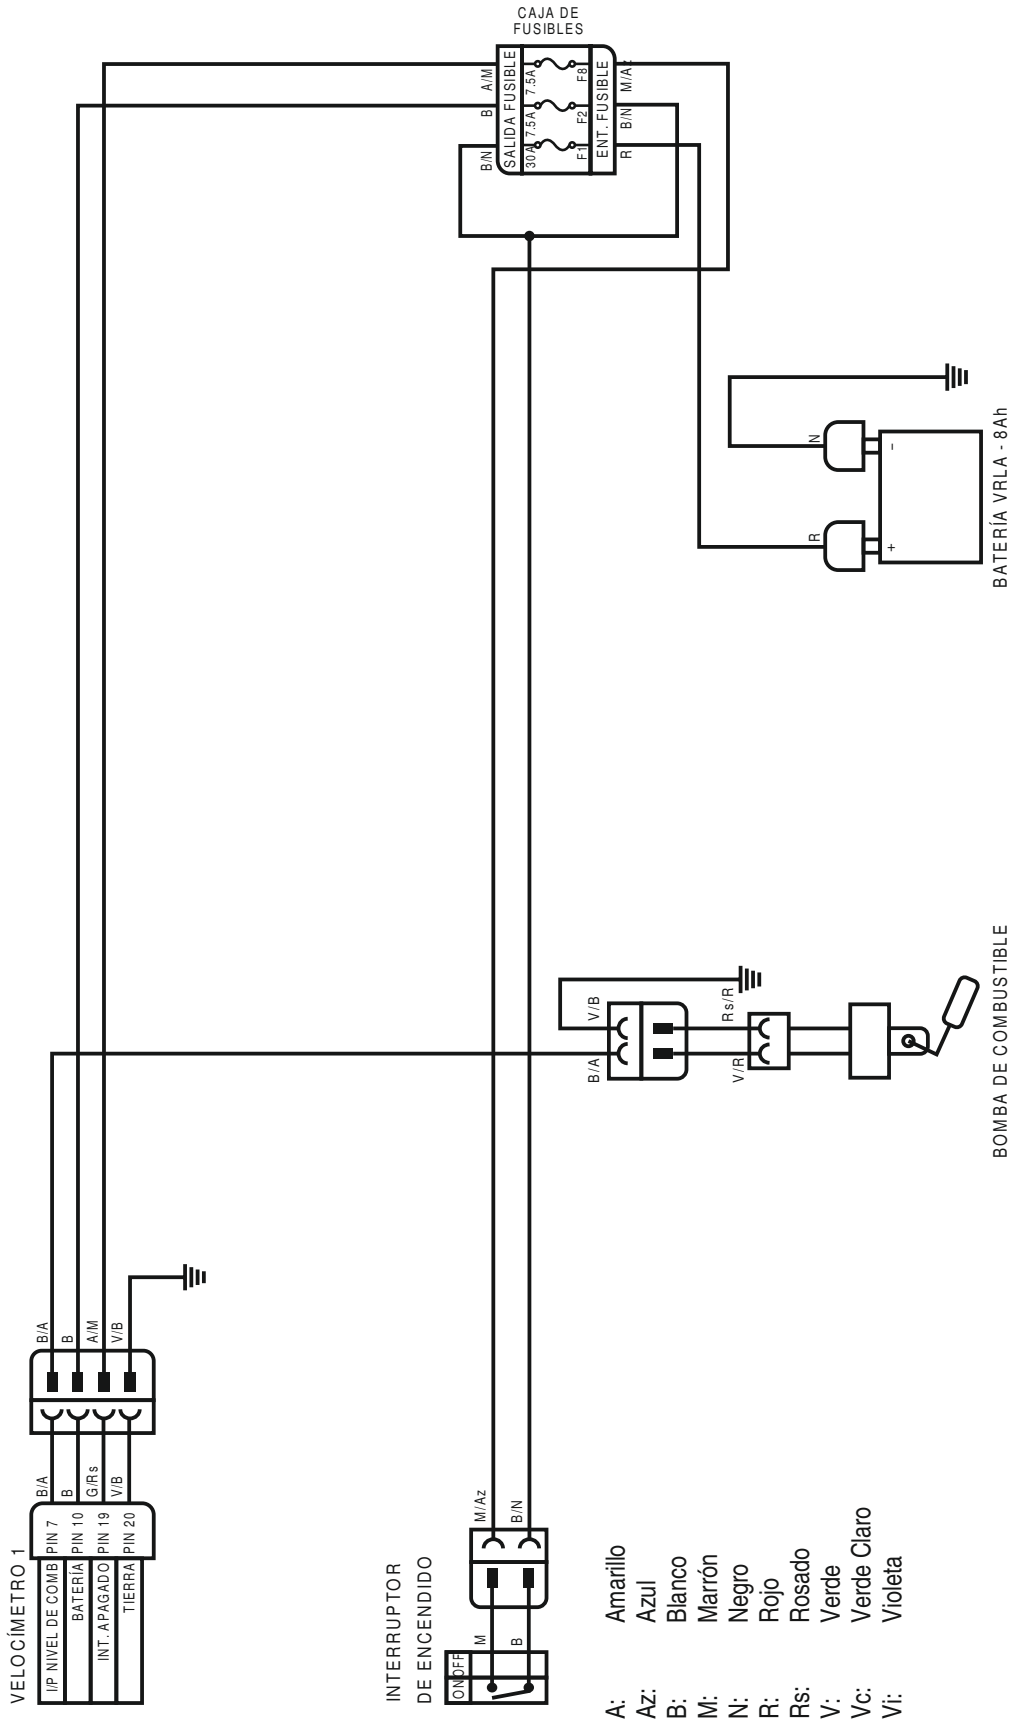 CAJA DE
FUSIBLES
SALIDA FUSIBLE
ENT. FUSIBLE
A/M
B
B/N
7.5A
7.5A
30A
F8
F2
F1
M/Az
B/N
R
N
R
-
+
BATERÍA VRLA - 8Ah
V/B
B/A
Rs/R
V/R
BOMBA DE COMBUSTIBLE
VELOCÍMETRO 1
I/P NIVEL DE COMB
BATERÍA
INT. APAGADO
TIERRA
PIN 7
PIN 10
PIN 19
PIN 20
B/A
B
G/Rs
V/B
B/A
B
A/M
V/B
INTERRUPTOR
DE ENCENDIDO
ON
OFF
M
B
M/Az
B/N
A: Amarillo
Az: Azul
B: Blanco
M: Marrón
N: Negro
R: Rojo
Rs: Rosado
V: Verde
Vc: Verde Claro
Vi: Violeta